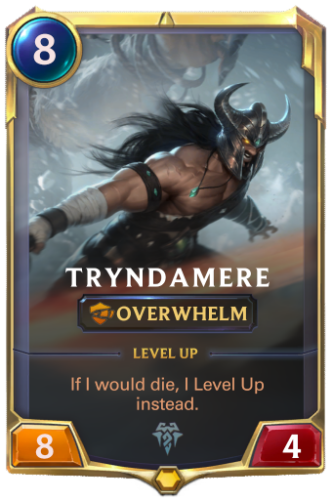 8
TRYNDAMERE
OVERWHELM
LEVEL UP
If I would die, I Level Up
instead.
8
4